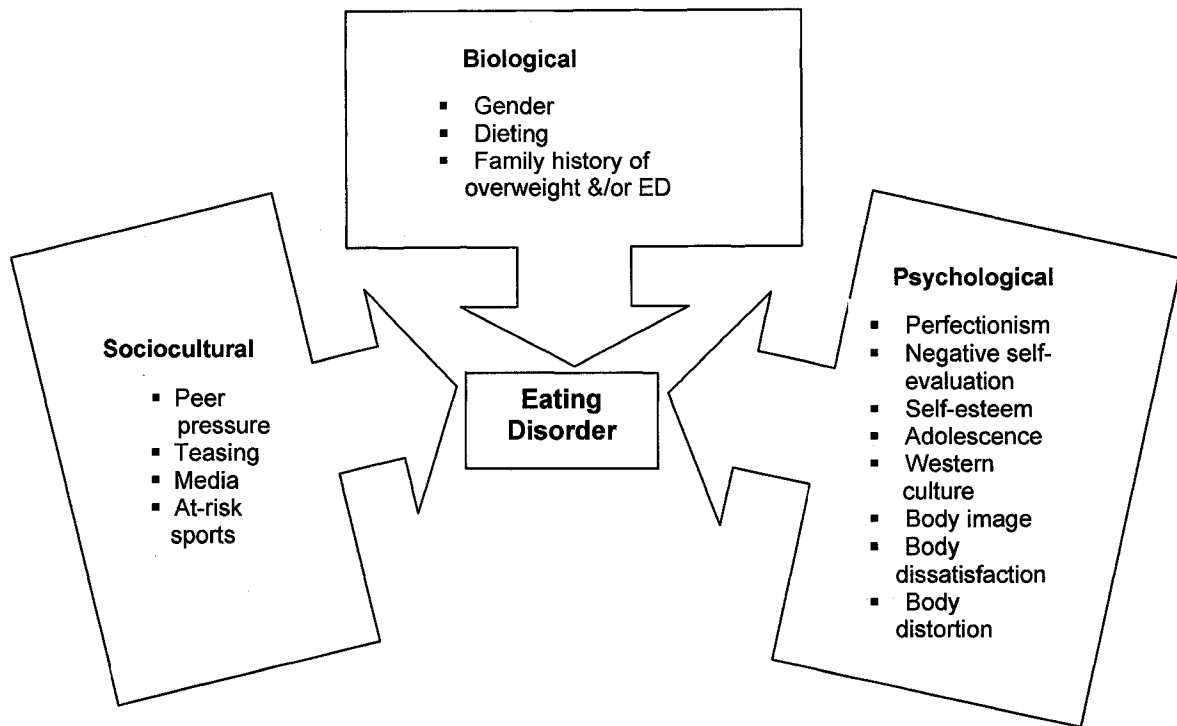 Biological
▪ Gender
▪ Dieting
▪ Family history of
overweight &/or ED
Sociocultural
▪ Peer
pressure
▪ Teasing
▪ Media
▪ At-risk
sports
Eating
Disorder
Psychological
▪ Perfectionism
▪ Negative self-
evaluation
▪ Self-esteem
▪ Adolescence
▪ Western
culture
▪ Body image
▪ Body
dissatisfaction
▪ Body
distortion